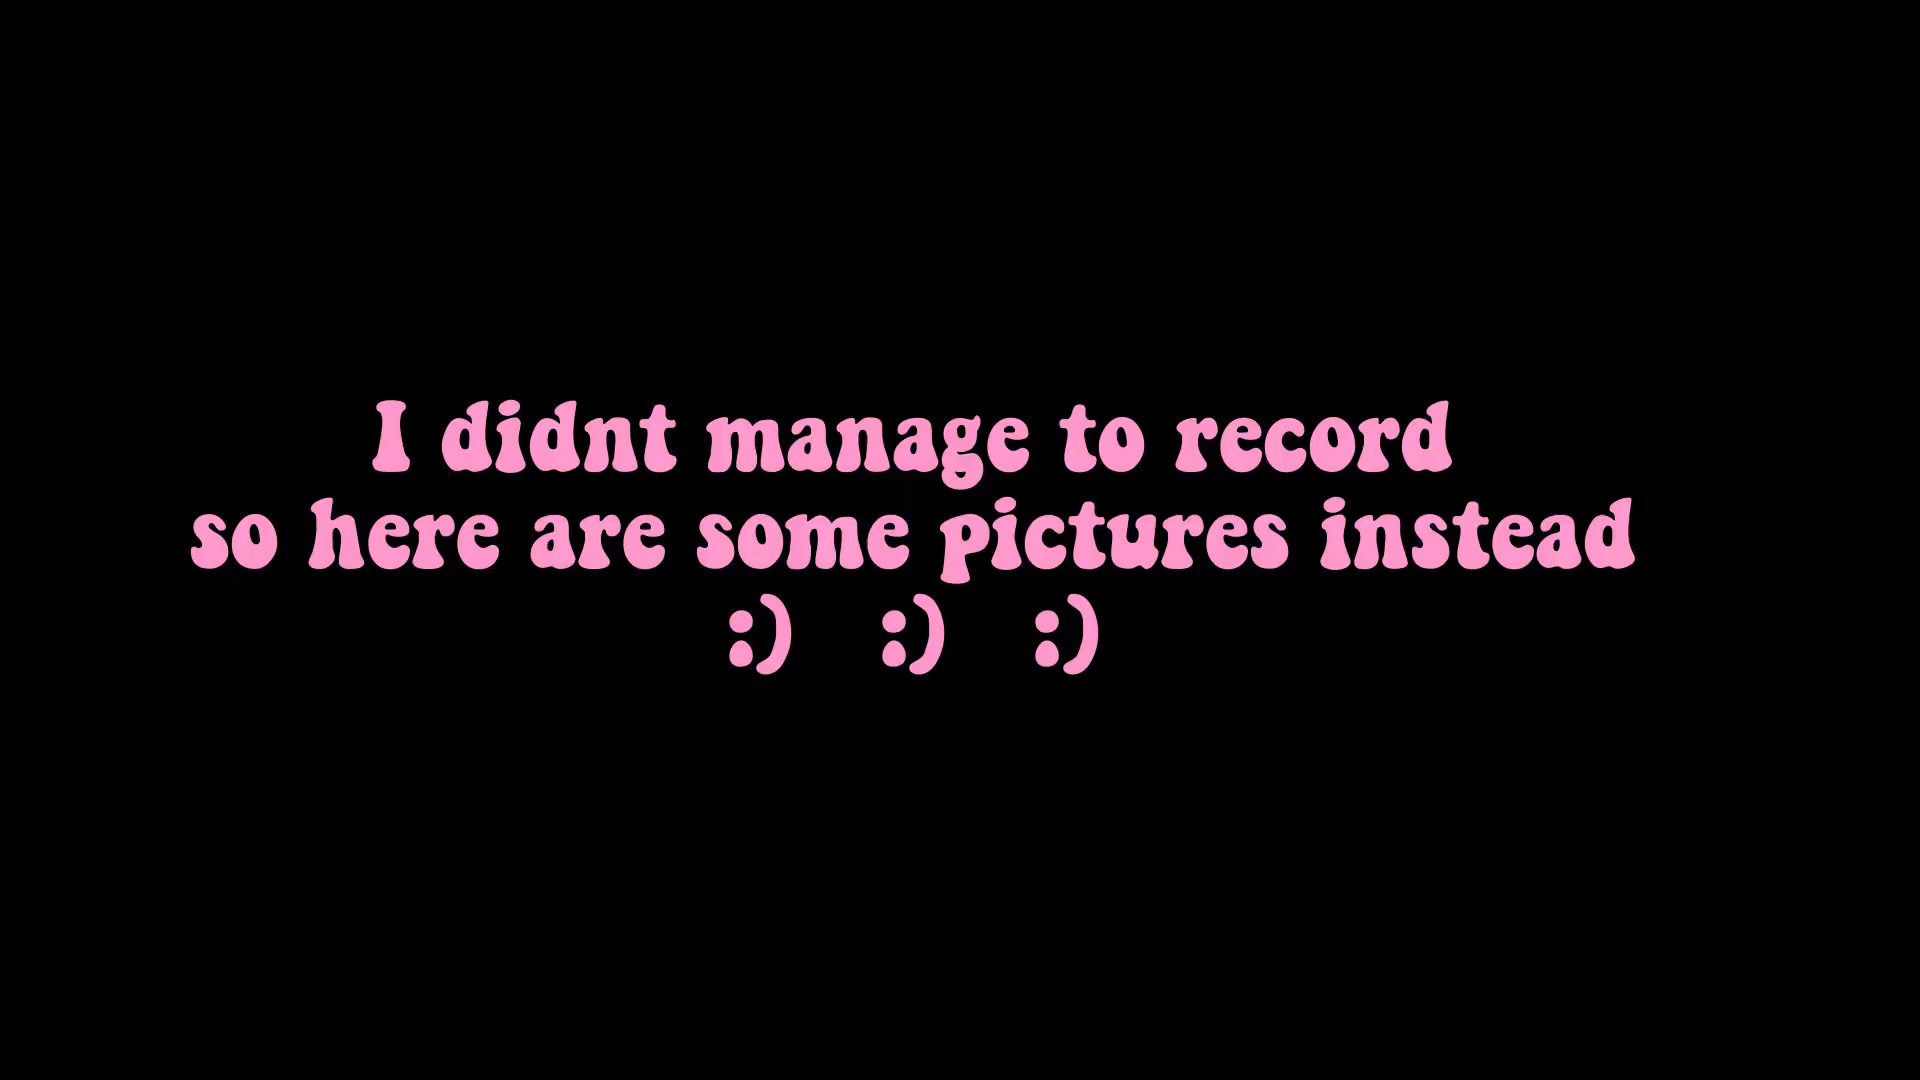 I didnt manage to record
so here are some pictures instead
:) :) :)